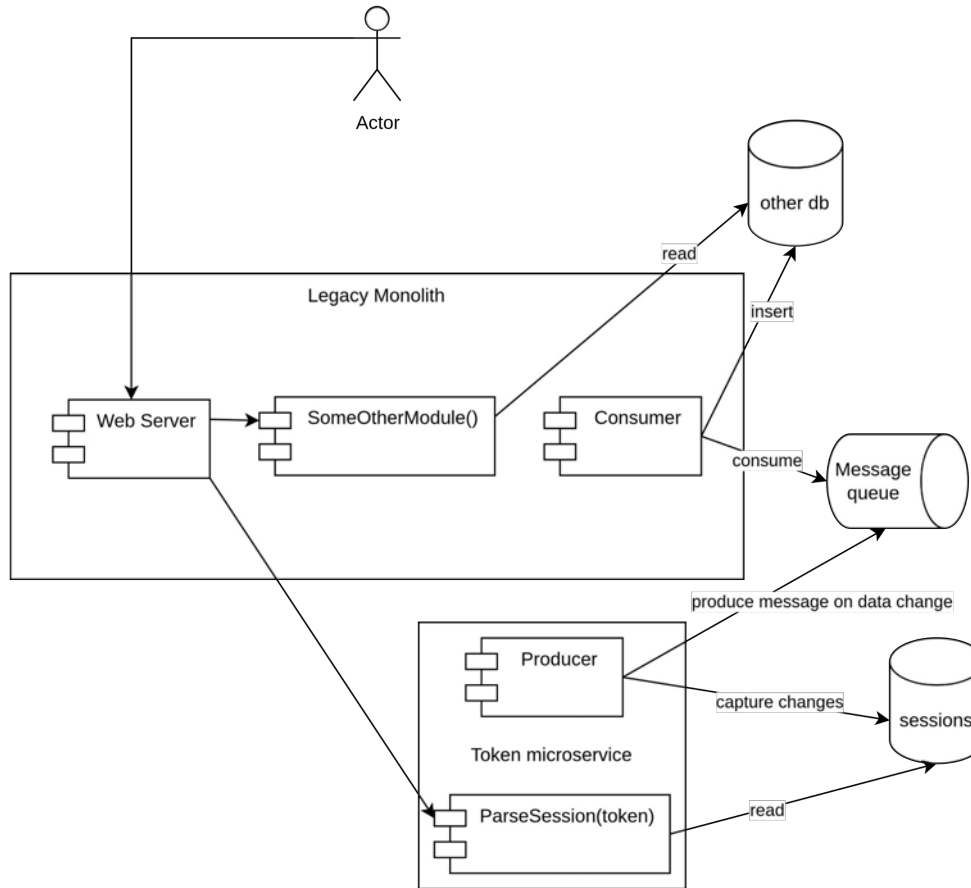 Actor
other db
read
Legacy Monolith
insert
Web Server
SomeOtherModule()
Consumer
consume
Message
queue
produce message on data change
Producer
capture changes
sessions
Token microservice
ParseSession(token)
read